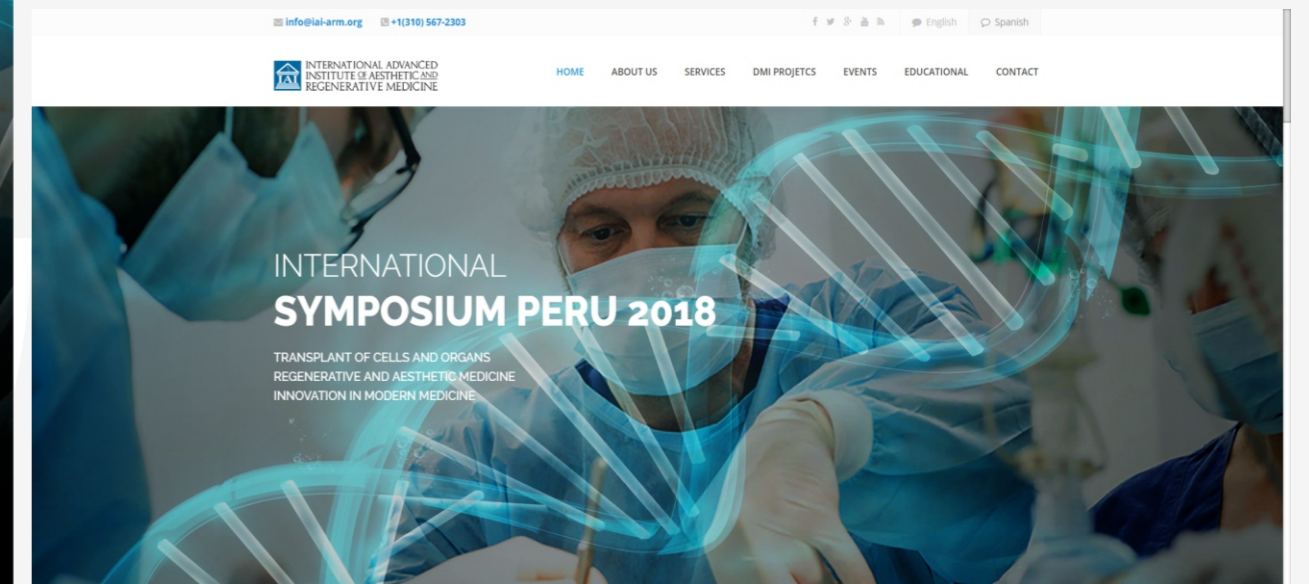 info@iai-arm.org +1(310) 567-2303 English Spanish
IAI
INTERNATIONAL ADVANCED
INSTITUTE OF AESTHETIC AND
REGENERATIVE MEDICINE
HOME ABOUT US SERVICES DMI PROJETCS EVENTS EDUCATIONAL CONTACT
INTERNATIONAL
SYMPOSIUM PERU 2018
TRANSPLANT OF CELLS AND ORGANS
REGENERATIVE AND AESTHETIC MEDICINE
INNOVATION IN MODERN MEDICINE